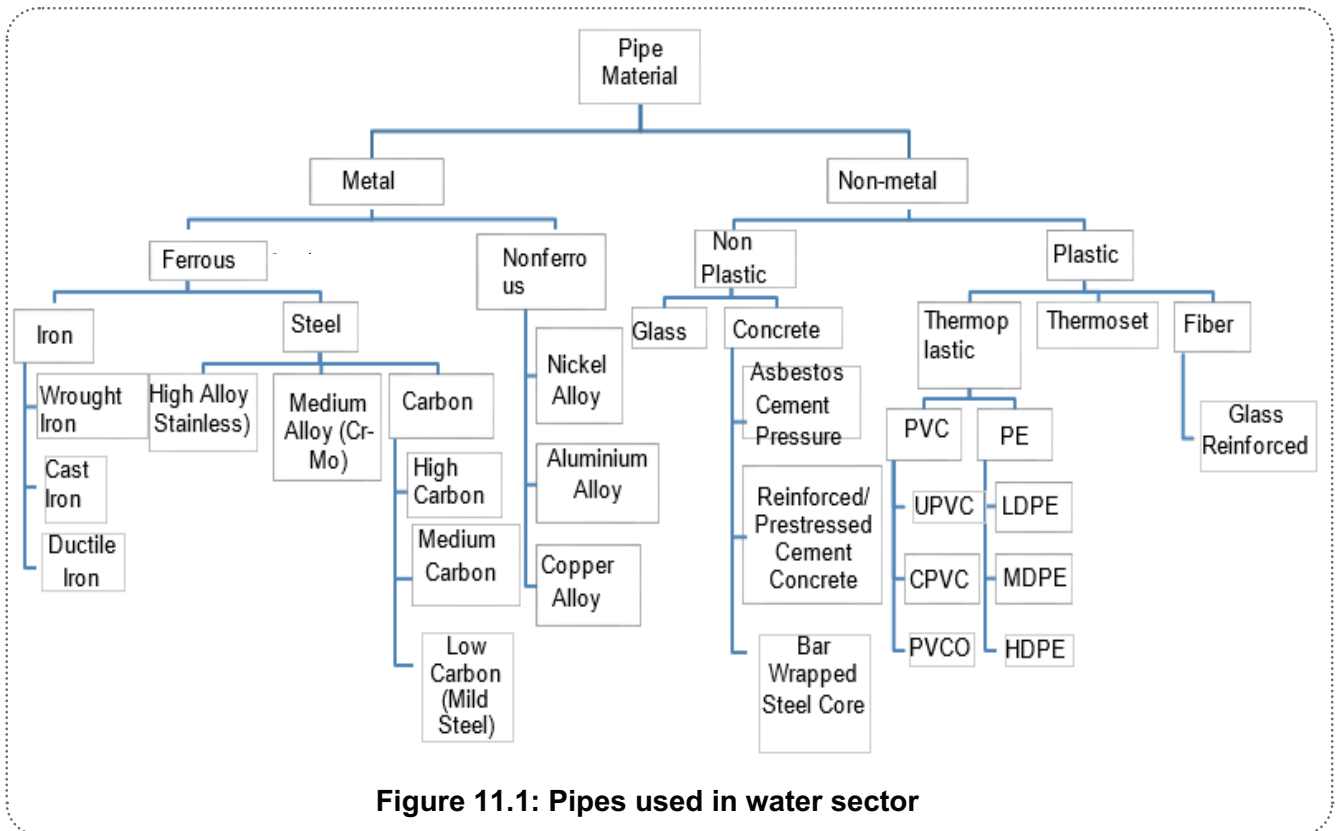 Pipe
Material
Metal
Non-metal
Ferrous
Nonferro
us
Non
Plastic
Plastic
Iron
Steel
Glass
Concrete
Thermop
lastic
Thermoset
Fiber
Wrought
Iron
Cast
Iron
Ductile
Iron
High Alloy
Stainless)
Medium
Alloy (Cr-
Mo)
Carbon
High
Carbon
Medium
Carbon
Low
Carbon
(Mild
Steel)
Nickel
Alloy
Aluminium
Alloy
Copper
Alloy
Asbestos
Cement
Pressure
Reinforced/
Prestressed
Cement
Concrete
Bar
Wrapped
Steel Core
PVC
PE
UPVC
CPVC
PVCO
LDPE
MDPE
HDPE
Glass
Reinforced
Figure 11.1: Pipes used in water sector